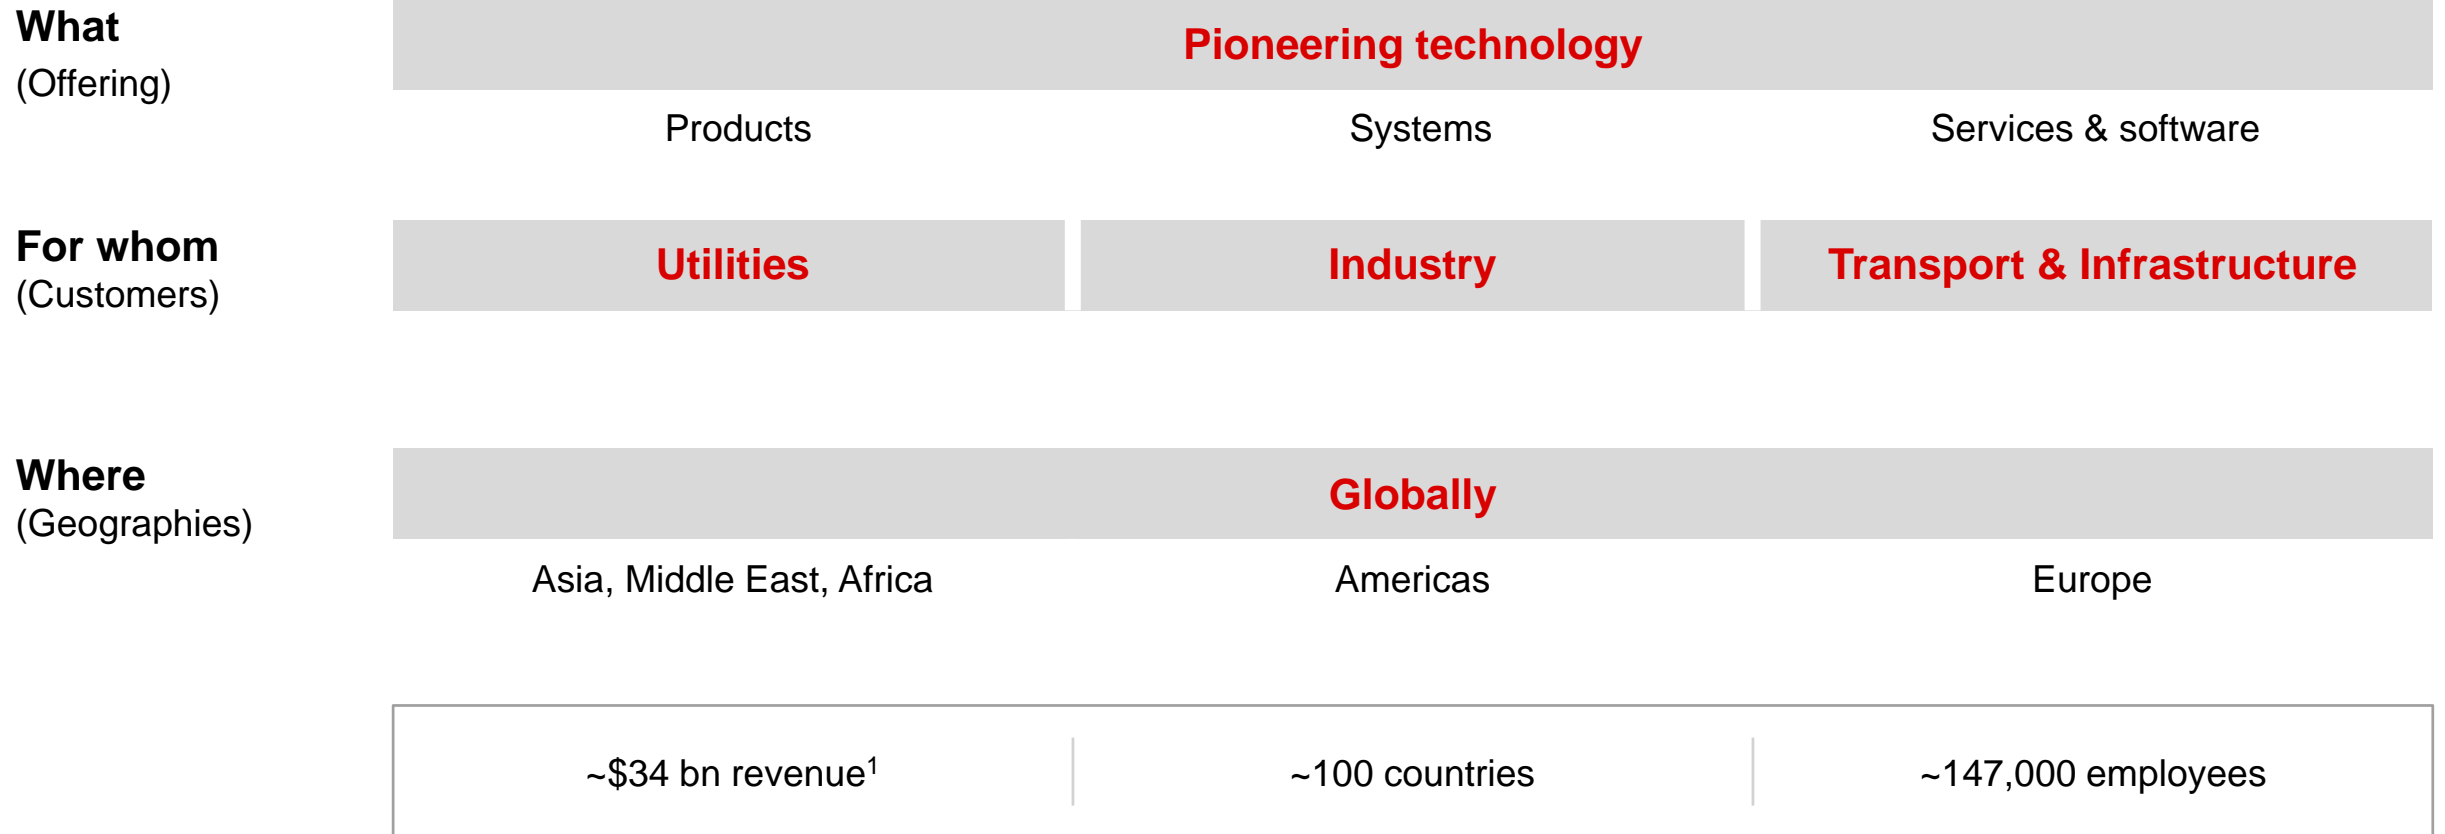 What
(Offering)
Pioneering technology
Products
Systems
Services & software
For whom
(Customers)
Utilities
Industry
Transport & Infrastructure
Where
(Geographies)
Globally
Asia, Middle East, Africa
Americas
Europe
~$34 bn revenue¹
~100 countries
~147,000 employees